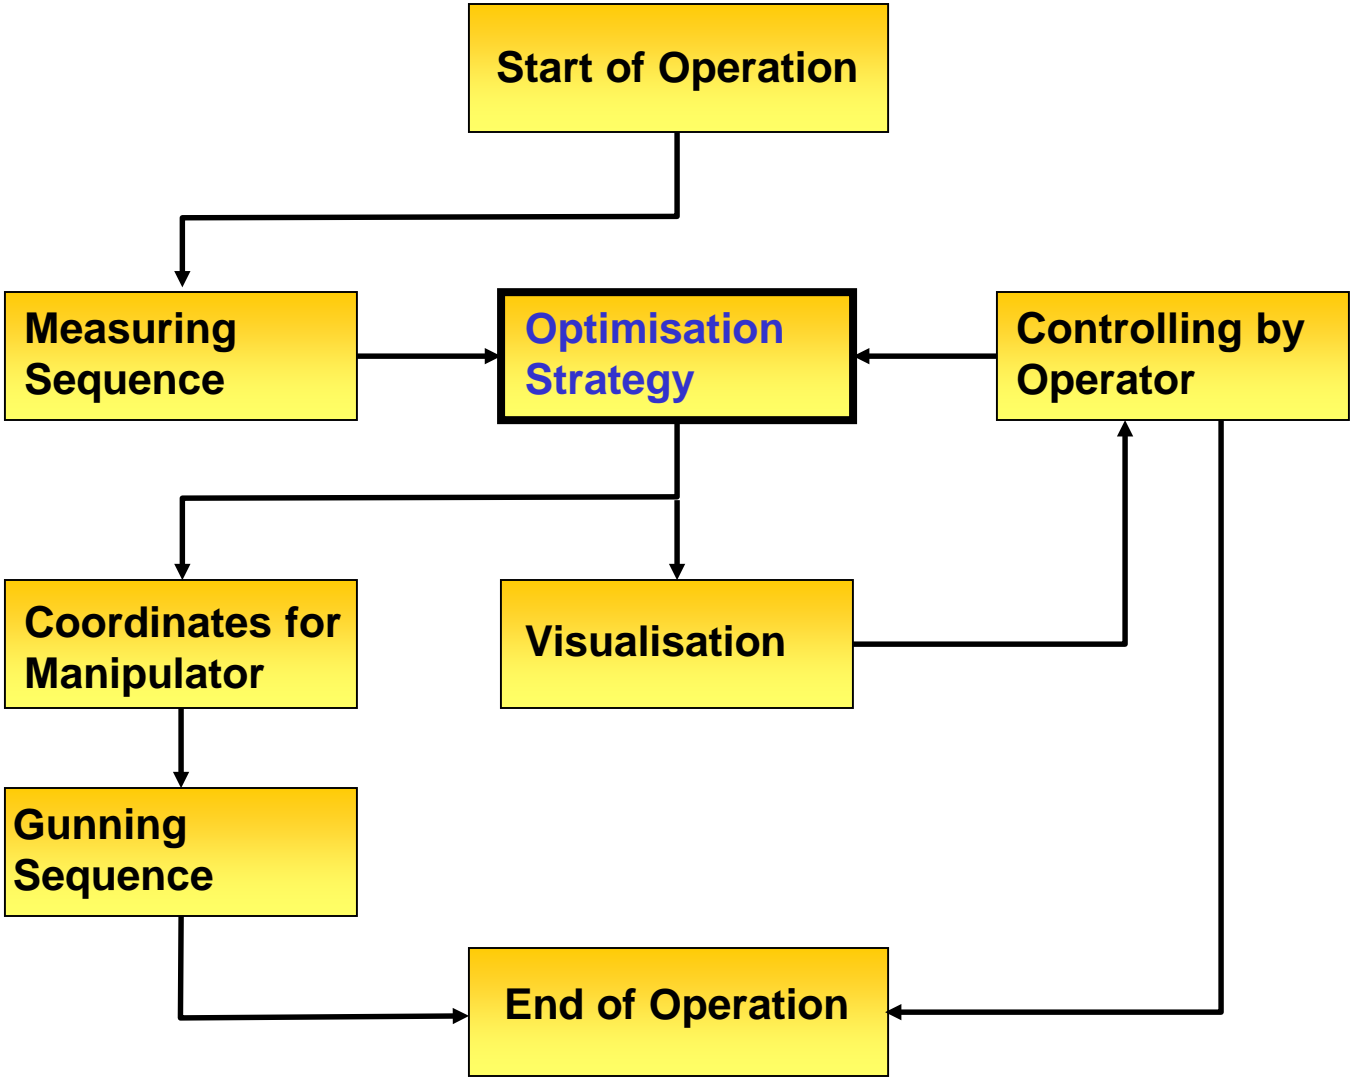 Start of Operation
Measuring
Sequence
Optimisation
Strategy
Controlling by
Operator
Coordinates for
Manipulator
Visualisation
Gunning
Sequence
End of Operation